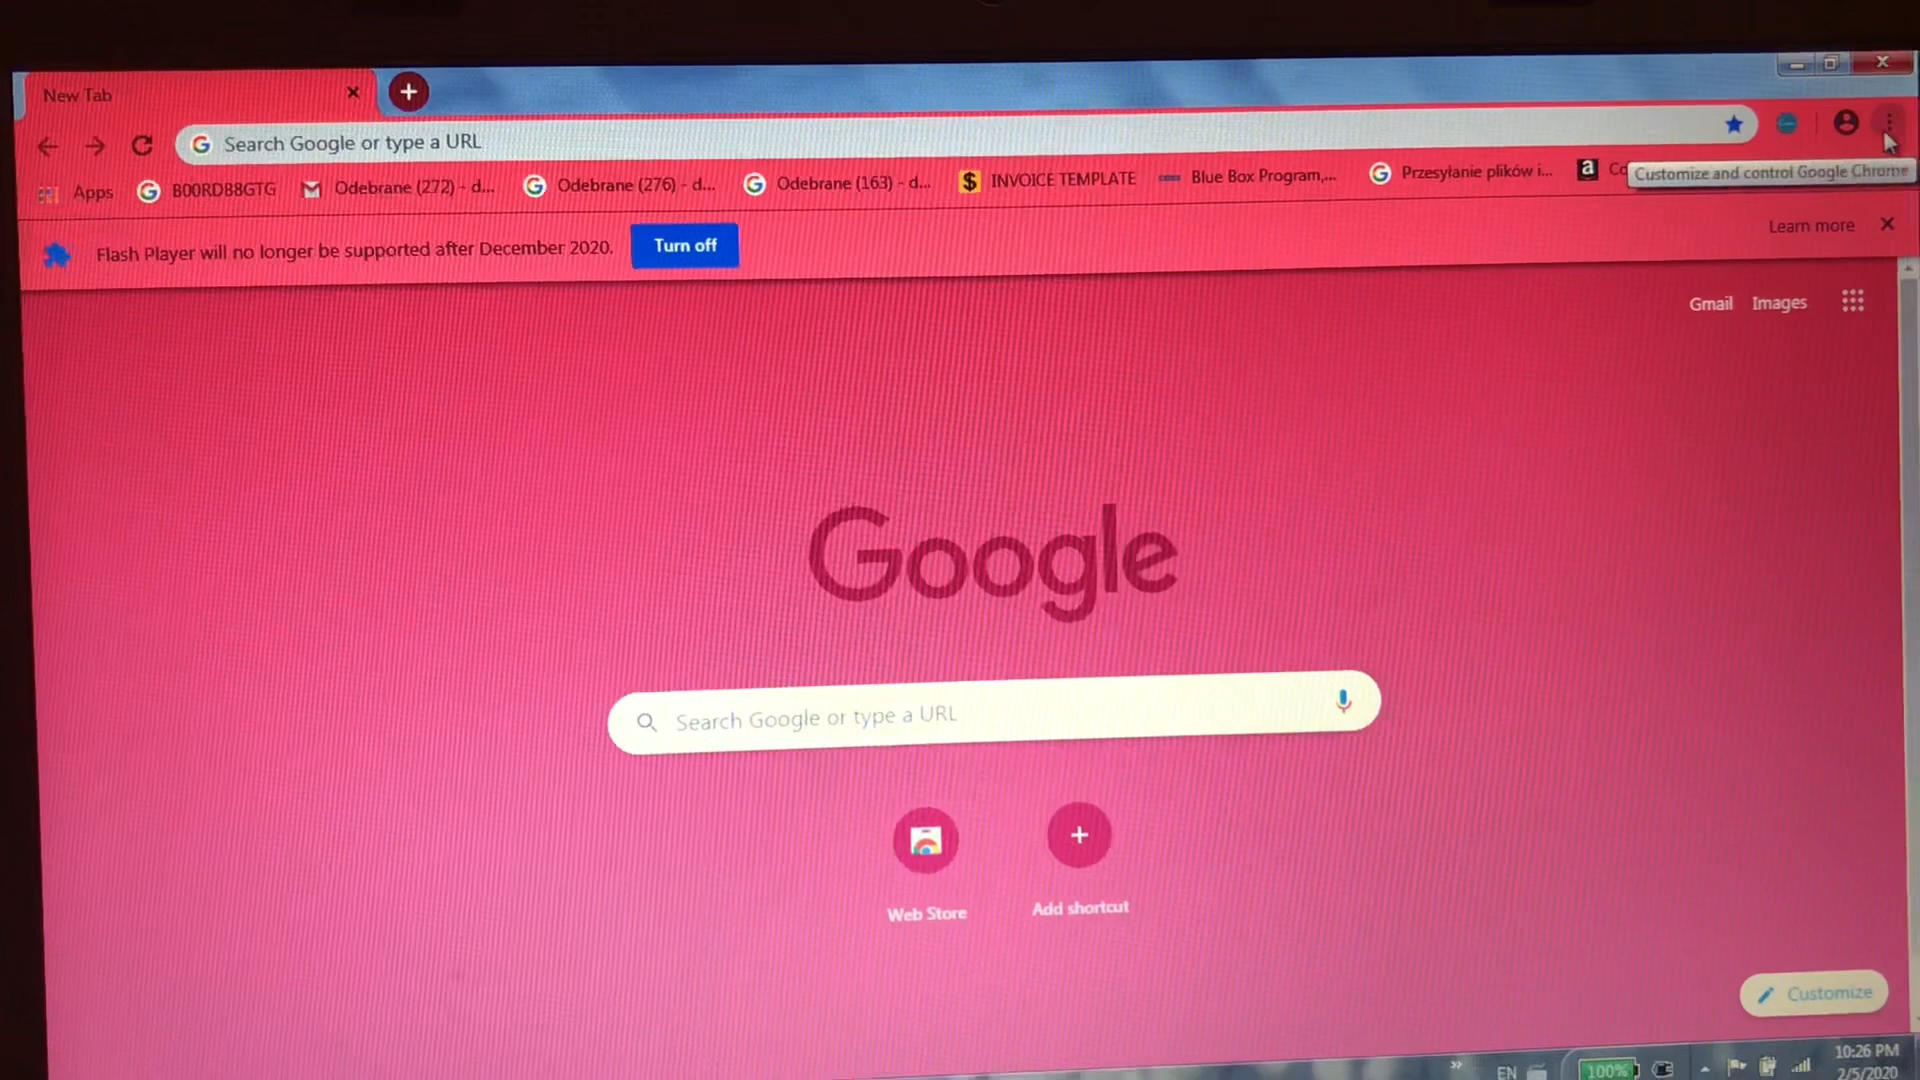 New Tab
Search Google or type a URL
Apps
B00RDB8GTG
Odebrane (272) - d...
Odebrane (276) - d...
Odebrane (163) - d...
INVOICE TEMPLATE
Blue Box Program,...
Przesyłanie plików i...
Co
Customize and control Google Chrome
Flash Player will no longer be supported after December 2020.
Turn off
Learn more
Gmail Images
Google
Search Google or type a URL
Web Store
Add shortcut
Customize
EN
100%
10:26 PM
2/5/2020